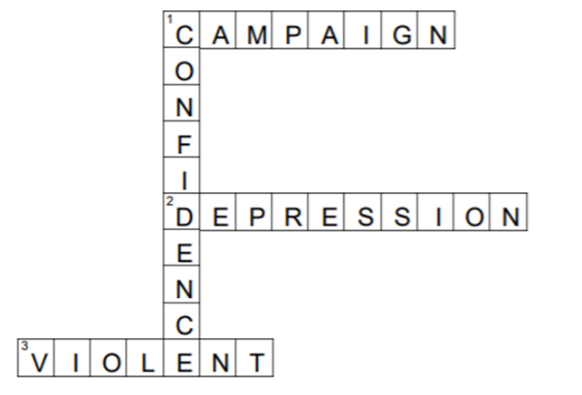 1 CAMPAIGN
O
N
F
I
2 DEPRESSION
E
N
C
3 VIOLENT